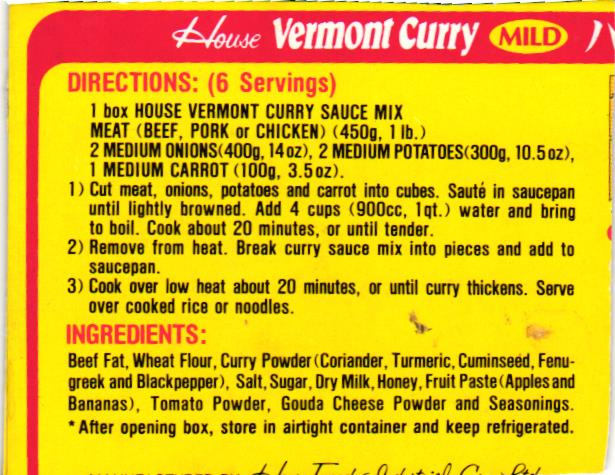 House Vermont Curry MILD
DIRECTIONS: (6 Servings)
1 box HOUSE VERMONT CURRY SAUCE MIX
MEAT (BEEF, PORK or CHICKEN) (450g, 1 lb.)
2 MEDIUM ONIONS(400g, 14oz), 2 MEDIUM POTATOES(300g, 10.5oz),
1 MEDIUM CARROT (100g, 3.5oz).
1) Cut meat, onions, potatoes and carrot into cubes. Sauté in saucepan
until lightly browned. Add 4 cups (900cc, 1qt.) water and bring
to boil. Cook about 20 minutes, or until tender.
2) Remove from heat. Break curry sauce mix into pieces and add to
saucepan.
3) Cook over low heat about 20 minutes, or until curry thickens. Serve
over cooked rice or noodles.
INGREDIENTS:
Beef Fat, Wheat Flour, Curry Powder(Coriander, Turmeric, Cuminseed, Fenu-
greek and Blackpepper), Salt, Sugar, Dry Milk, Honey, Fruit Paste(Apples and
Bananas), Tomato Powder, Gouda Cheese Powder and Seasonings.
*After opening box, store in airtight container and keep refrigerated.